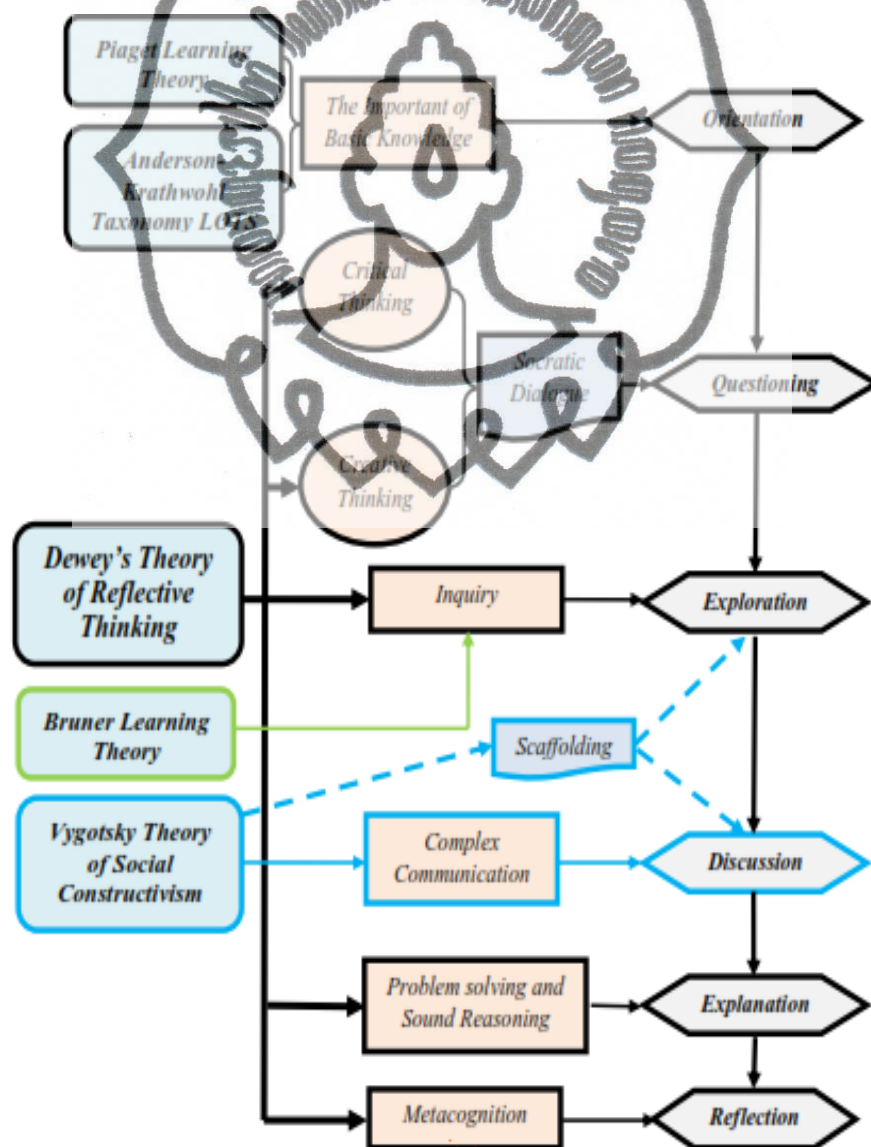 Piaget Learning
Theory
The Important of
Basic Knowledge
Orientation
Anderson-
Krathwohl
Taxonomy LOTS
Critical
Thinking
Socratic
Dialogue
Questioning
Creative
Thinking
Dewey's Theory
of Reflective
Thinking
Inquiry
Exploration
Bruner Learning
Theory
Scaffolding
Vygotsky Theory
of Social
Constructivism
Complex
Communication
Discussion
Problem solving and
Sound Reasoning
Explanation
Metacognition
Reflection